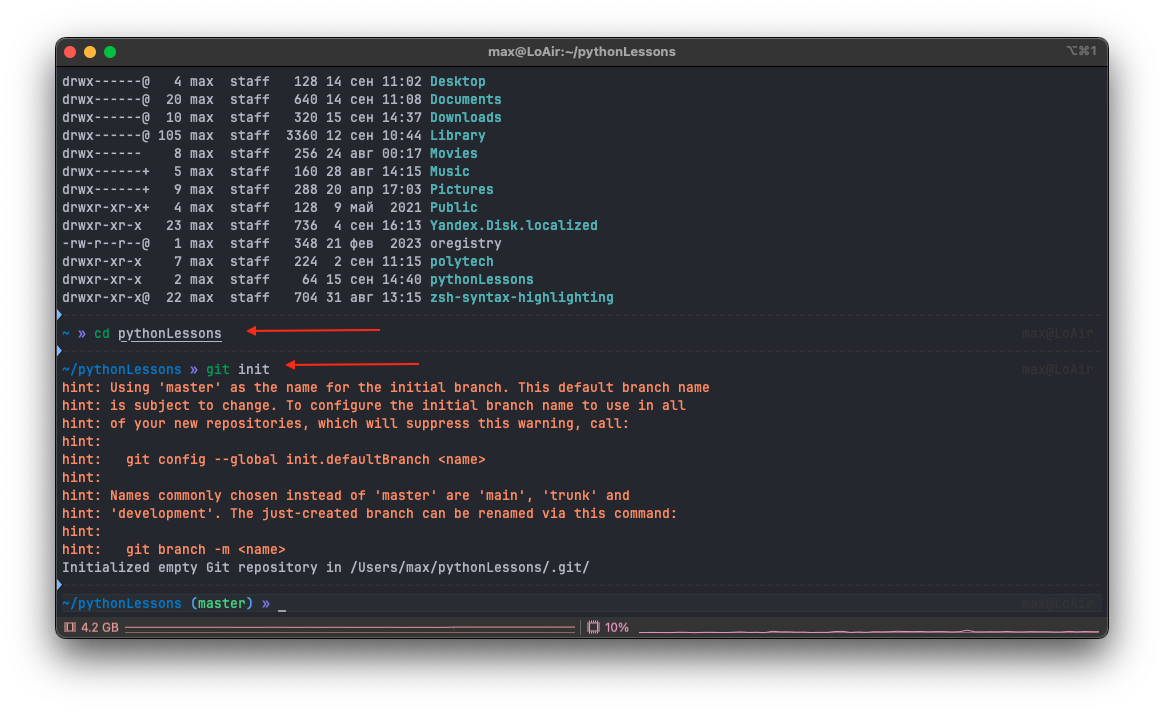 max@LoAir:~/pythonLessons ⌥⌘1
drwx------@ 4 max staff 128 14 сен 11:02 Desktop
drwx------@ 20 max staff 640 14 сен 11:08 Documents
drwx------@ 10 max staff 320 15 сен 14:37 Downloads
drwx------@ 105 max staff 3360 12 сен 10:44 Library
drwx------ 8 max staff 256 24 авг 00:17 Movies
drwx------+ 5 max staff 160 28 авг 14:15 Music
drwx------+ 9 max staff 288 20 апр 17:03 Pictures
drwxr-xr-x+ 4 max staff 128 9 май 2021 Public
drwxr-xr-x 23 max staff 736 4 сен 16:13 Yandex.Disk.localized
-rw-r--r--@ 1 max staff 348 21 фев 2023 oregistry
drwxr-xr-x 7 max staff 224 2 сен 11:15 polytech
drwxr-xr-x 2 max staff 64 15 сен 14:40 pythonLessons
drwxr-xr-x@ 22 max staff 704 31 авг 13:15 zsh-syntax-highlighting
~ » cd pythonLessons max@LoAir
~/pythonLessons » git init max@LoAir
hint: Using 'master' as the name for the initial branch. This default branch name
hint: is subject to change. To configure the initial branch name to use in all
hint: of your new repositories, which will suppress this warning, call:
hint:
hint: git config --global init.defaultBranch <name>
hint:
hint: Names commonly chosen instead of 'master' are 'main', 'trunk' and
hint: 'development'. The just-created branch can be renamed via this command:
hint:
hint: git branch -m <name>
Initialized empty Git repository in /Users/max/pythonLessons/.git/
~/pythonLessons (master) » _ max@LoAir
4.2 GB 10%